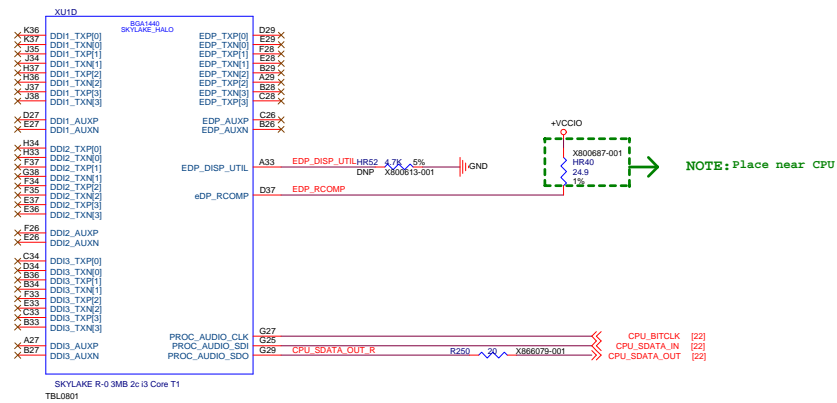 XU1D
BGA1440
SKYLAKE_HALO
K36 DDI1_TXP[0] EDP_TXP[0] D29
K37 DDI1_TXN[0] EDP_TXN[0] E29
J35 DDI1_TXP[1] EDP_TXP[1] F28
J34 DDI1_TXN[1] EDP_TXN[1] E28
H37 DDI1_TXP[2] EDP_TXN[2] B29
H36 DDI1_TXN[2] EDP_TXP[2] A29
J37 DDI1_TXP[3] EDP_TXN[3] B28
J38 DDI1_TXN[3] EDP_TXP[3] C28
D27 DDI1_AUXP EDP_AUXP C26
E27 DDI1_AUXN EDP_AUXN B26
+VCCIO
H34 DDI2_TXP[0]
H33 DDI2_TXN[0]
F37 DDI2_TXP[1] EDP_DISP_UTIL A33 EDP_DISP_UTIL HR52 4.7K 5% GND
DNP X800613-001
G38 DDI2_TXN[1]
F34 DDI2_TXP[2]
F35 DDI2_TXN[2] eDP_RCOMP D37 EDP_RCOMP
E37 DDI2_TXP[3]
E36 DDI2_TXN[3]
X800687-001
HR40
24.9
1%
NOTE: Place near CPU
F26 DDI2_AUXP
E26 DDI2_AUXN
C34 DDI3_TXP[0]
D34 DDI3_TXN[0]
B36 DDI3_TXP[1]
B34 DDI3_TXN[1]
F33 DDI3_TXP[2]
E33 DDI3_TXN[2]
C33 DDI3_TXP[3]
B33 DDI3_TXN[3]
PROC_AUDIO_CLK G27 CPU_BITCLK [22]
A27 DDI3_AUXP PROC_AUDIO_SDI G25 CPU_SDATA_IN [22]
B27 DDI3_AUXN PROC_AUDIO_SDO G29 CPU_SDATA_OUT_R R250 20 X866079-001 CPU_SDATA_OUT [22]
SKYLAKE R-0 3MB 2c i3 Core T1
TBL0801